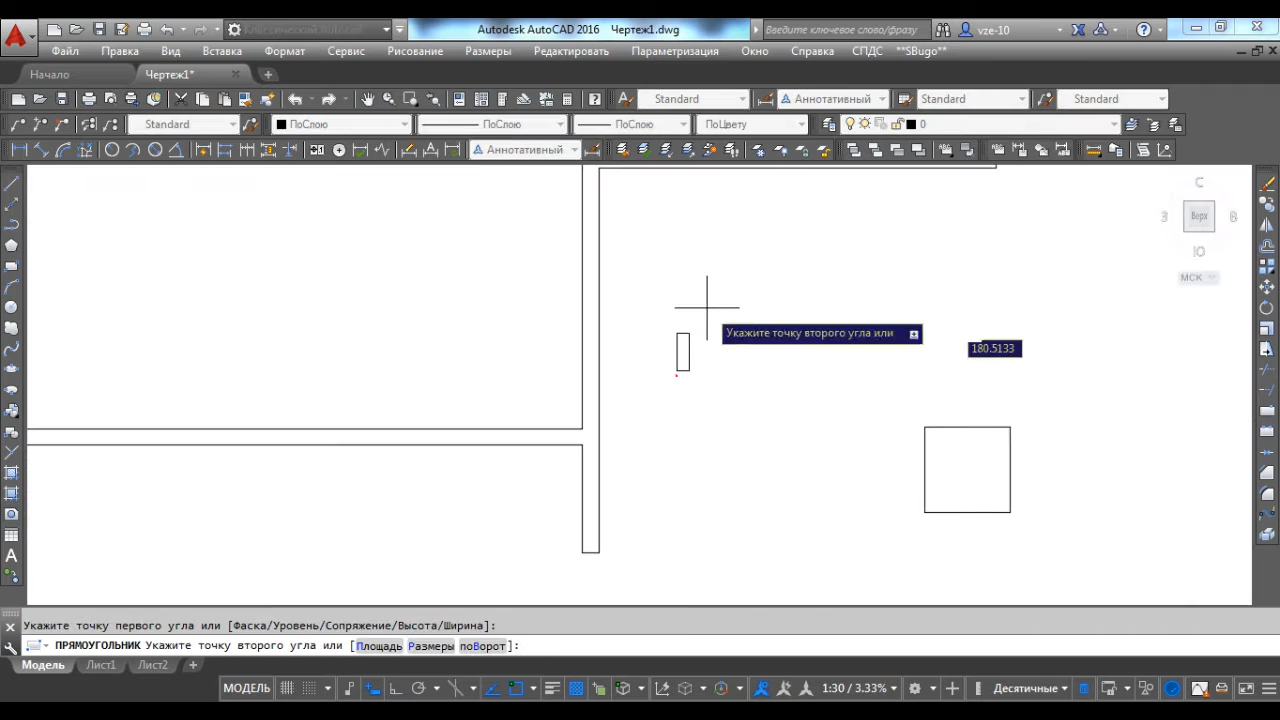 Классический AutoCAD
Autodesk AutoCAD 2016 Чертеж1.dwg
Введите ключевое слово/фразу
vze-10
Файл Правка Вид Вставка Формат Сервис Рисование Размеры Редактировать Параметризация Окно Справка СПДС **SBugo**
Начало Чертеж1*
Standard Аннотативный Standard Standard
Standard ПоСлою ПоСлою ПоСлою ПоЦвету 0
Аннотативный
С
З Верх В
Ю
МСК
Укажите точку второго угла или
180.5133
Укажите точку первого угла или [Фаска/Уровень/Сопряжение/Высота/Ширина]:
ПРЯМОУГОЛЬНИК Укажите точку второго угла или [Площадь Размеры поВорот]:
Модель Лист1 Лист2 +
МОДЕЛЬ 1:30 / 3.33% Десятичные